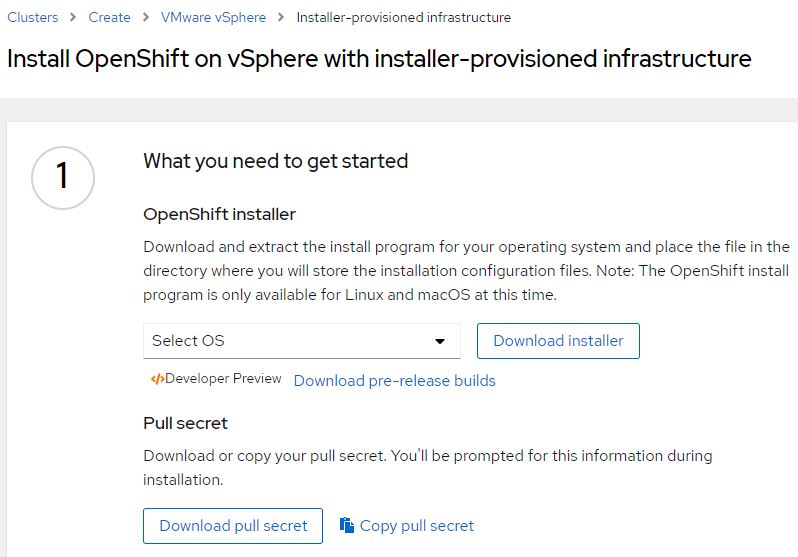 Clusters > Create > VMware vSphere > Installer-provisioned infrastructure
Install OpenShift on vSphere with installer-provisioned infrastructure
1
What you need to get started
OpenShift installer
Download and extract the install program for your operating system and place the file in the
directory where you will store the installation configuration files. Note: The OpenShift install
program is only available for Linux and macOS at this time.
Select OS
Download installer
</>Developer Preview
Download pre-release builds
Pull secret
Download or copy your pull secret. You'll be prompted for this information during
installation.
Download pull secret
Copy pull secret